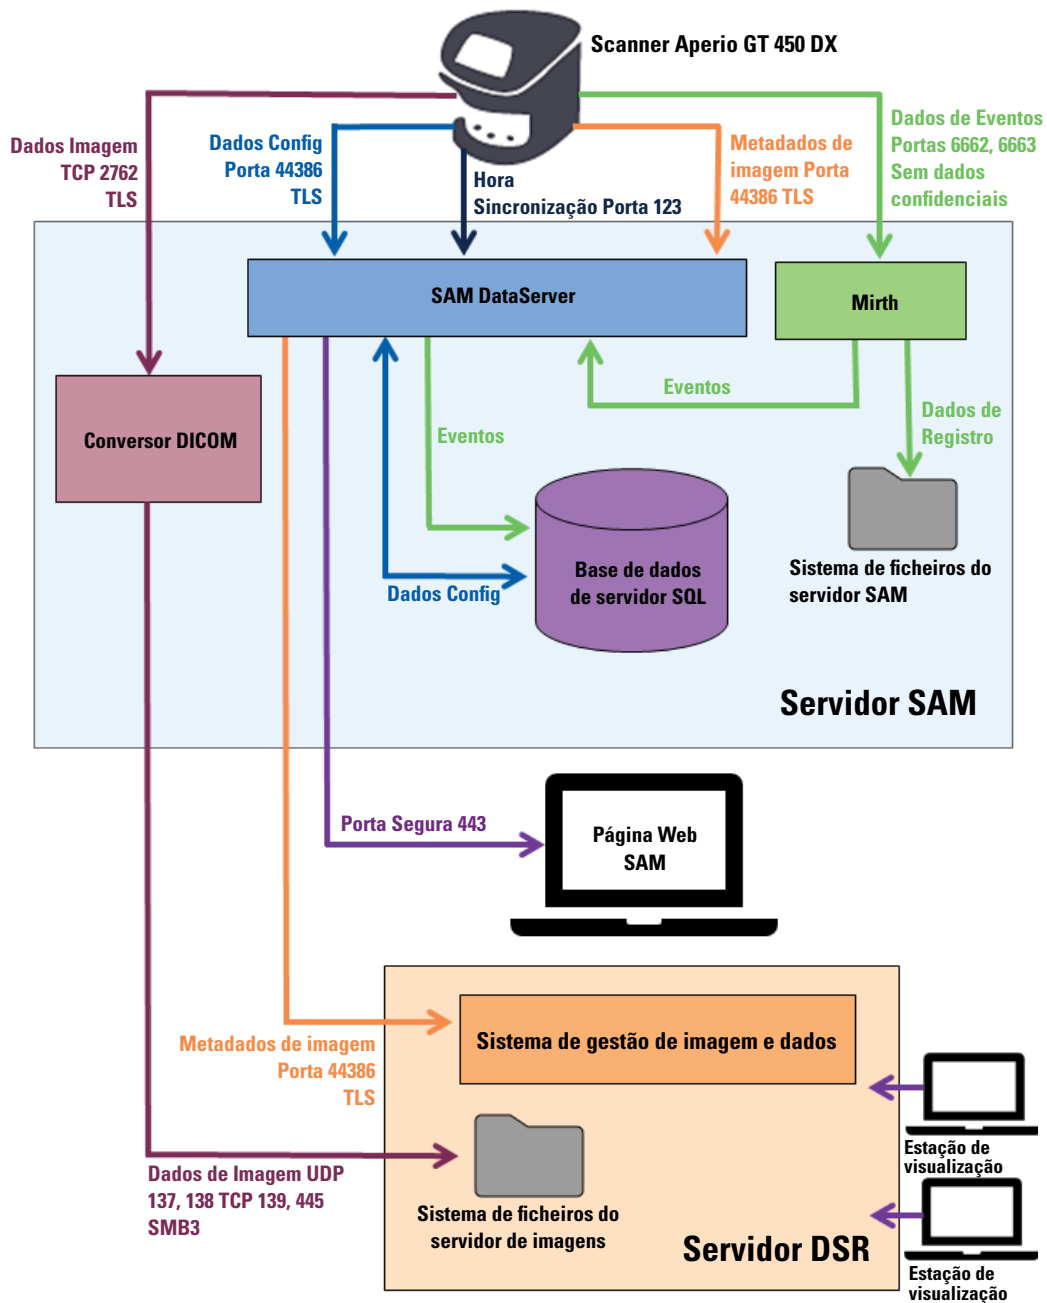 Scanner Aperio GT 450 DX
Dados Imagem
TCP 2762
TLS
Dados Config
Porta 44386
TLS
Hora
Sincronização Porta 123
Metadados de
imagem Porta
44386 TLS
Dados de Eventos
Portas 6662, 6663
Sem dados
confidenciais
SAM DataServer
Mirth
Conversor DICOM
Eventos
Eventos
Dados de
Registro
Dados Config
Base de dados
de servidor SQL
Sistema de ficheiros do
servidor SAM
Servidor SAM
Porta Segura 443
Página Web
SAM
Metadados de imagem
Porta 44386
TLS
Sistema de gestão de imagem e dados
Dados de Imagem UDP
137, 138 TCP 139, 445
SMB3
Sistema de ficheiros do
servidor de imagens
Servidor DSR
Estação de
visualização
Estação de
visualização